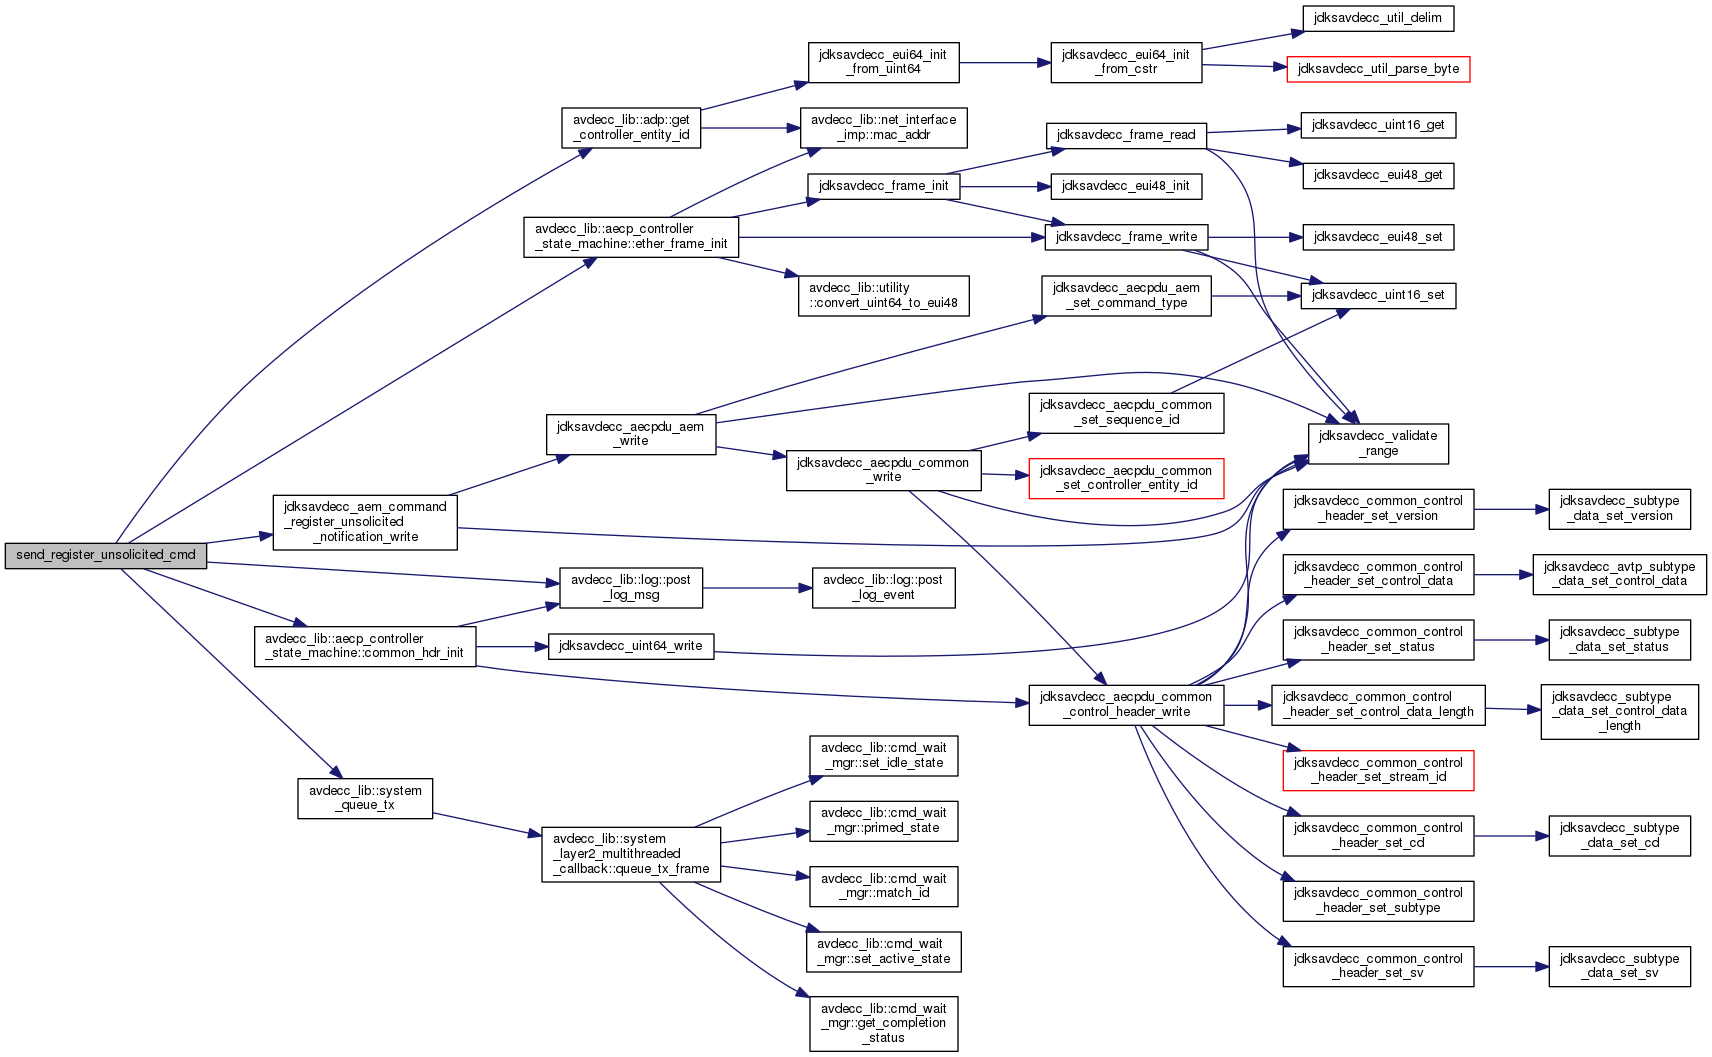 send_register_unsolicited_cmd
avdecc_lib::adp::get
_controller_entity_id
jdksavdecc_eui64_init
_from_uint64
jdksavdecc_eui64_init
_from_cstr
jdksavdecc_util_delim
jdksavdecc_util_parse_byte
avdecc_lib::net_interface
_imp::mac_addr
avdecc_lib::aecp_controller
_state_machine::ether_frame_init
jdksavdecc_frame_init
jdksavdecc_frame_read
jdksavdecc_uint16_get
jdksavdecc_eui48_get
jdksavdecc_eui48_init
jdksavdecc_frame_write
jdksavdecc_eui48_set
jdksavdecc_uint16_set
avdecc_lib::utility
::convert_uint64_to_eui48
jdksavdecc_aecpdu_aem
_set_command_type
jdksavdecc_validate
_range
jdksavdecc_aem_command
_register_unsolicited
_notification_write
jdksavdecc_aecpdu_aem
_write
jdksavdecc_aecpdu_common
_write
jdksavdecc_aecpdu_common
_set_sequence_id
jdksavdecc_aecpdu_common
_set_controller_entity_id
avdecc_lib::log::post
_log_msg
avdecc_lib::log::post
_log_event
avdecc_lib::aecp_controller
_state_machine::common_hdr_init
jdksavdecc_uint64_write
jdksavdecc_aecpdu_common
_control_header_write
jdksavdecc_common_control
_header_set_version
jdksavdecc_subtype
_data_set_version
jdksavdecc_common_control
_header_set_control_data
jdksavdecc_avtp_subtype
_data_set_control_data
jdksavdecc_common_control
_header_set_status
jdksavdecc_subtype
_data_set_status
jdksavdecc_common_control
_header_set_control_data_length
jdksavdecc_subtype
_data_set_control_data
_length
jdksavdecc_common_control
_header_set_stream_id
jdksavdecc_common_control
_header_set_cd
jdksavdecc_subtype
_data_set_cd
jdksavdecc_common_control
_header_set_subtype
jdksavdecc_common_control
_header_set_sv
jdksavdecc_subtype
_data_set_sv
avdecc_lib::system
_queue_tx
avdecc_lib::system
_layer2_multithreaded
_callback::queue_tx_frame
avdecc_lib::cmd_wait
_mgr::set_idle_state
avdecc_lib::cmd_wait
_mgr::primed_state
avdecc_lib::cmd_wait
_mgr::match_id
avdecc_lib::cmd_wait
_mgr::set_active_state
avdecc_lib::cmd_wait
_mgr::get_completion
_status